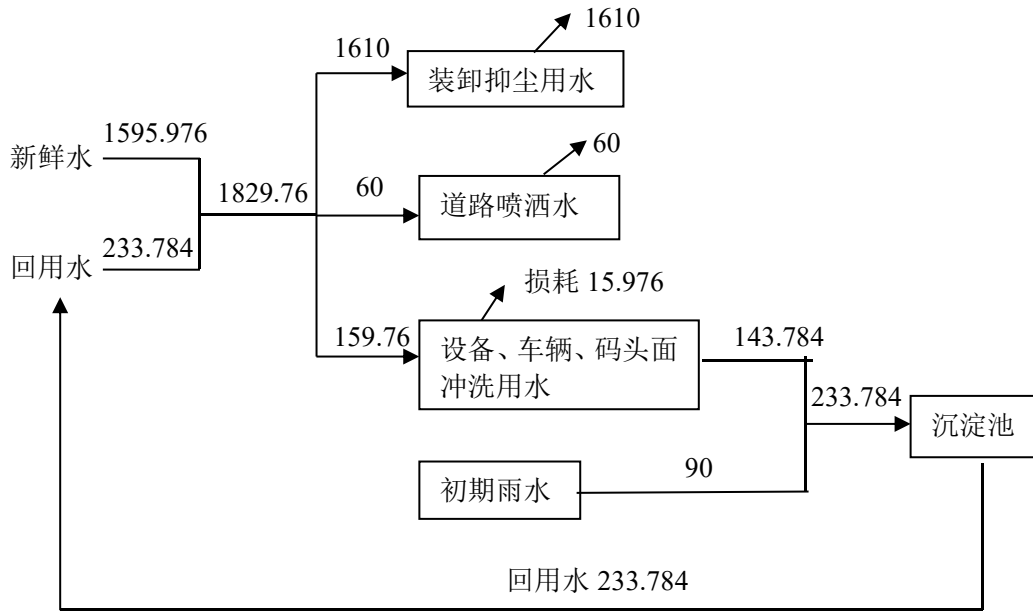 1610
1610
装卸抑尘用水
1595.976
新鲜水
60
1829.76
60
道路喷洒水
233.784
回用水
损耗 15.976
159.76
设备、车辆、码头面
冲洗用水
143.784
233.784
沉淀池
90
初期雨水
回用水 233.784